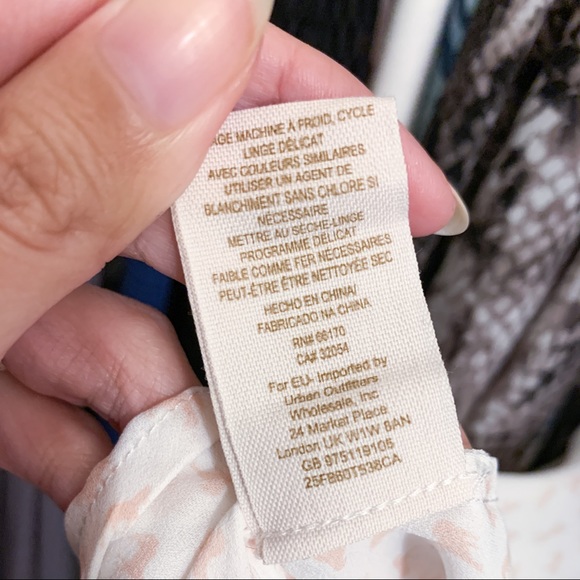 AGE MACHINE À FROID, CYCLE
LINGE DÉLICAT
AVEC COULEURS SIMILAIRES
UTILISER UN AGENT DE
BLANCHIMENT SANS CHLORE SI
NÉCESSAIRE
METTRE AU SÈCHE-LINGE
PROGRAMME DÉLICAT
FAIBLE COMME FER NÉCESSAIRES
PEUT-ÊTRE ÊTRE NETTOYÉE SEC
HECHO EN CHINA/
FABRICADO NA CHINA
RN# 66170
CA# 32054
For EU- Imported by
Urban Outfitters
Wholesale, Inc
24 Market Place
London UK W1W 8AN
GB 975119106